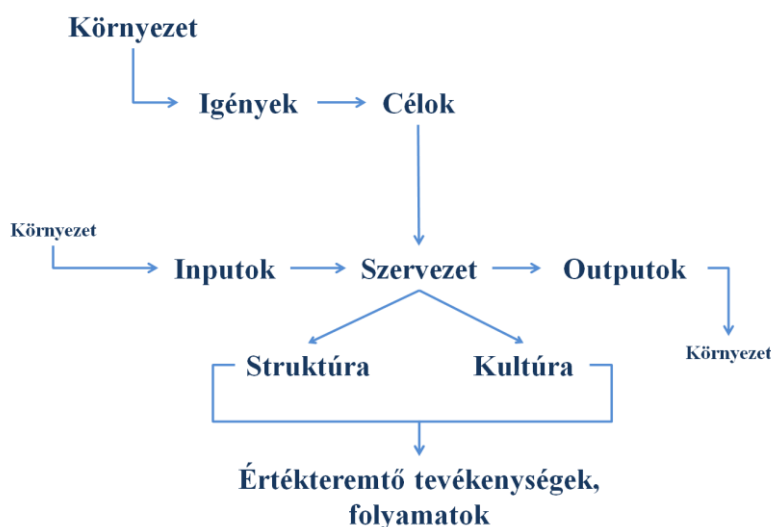 Környezet
Igények
Célok
Környezet
Inputok
Szervezet
Outputok
Környezet
Struktúra
Kultúra
Értékteremtő tevékenységek,
folyamatok